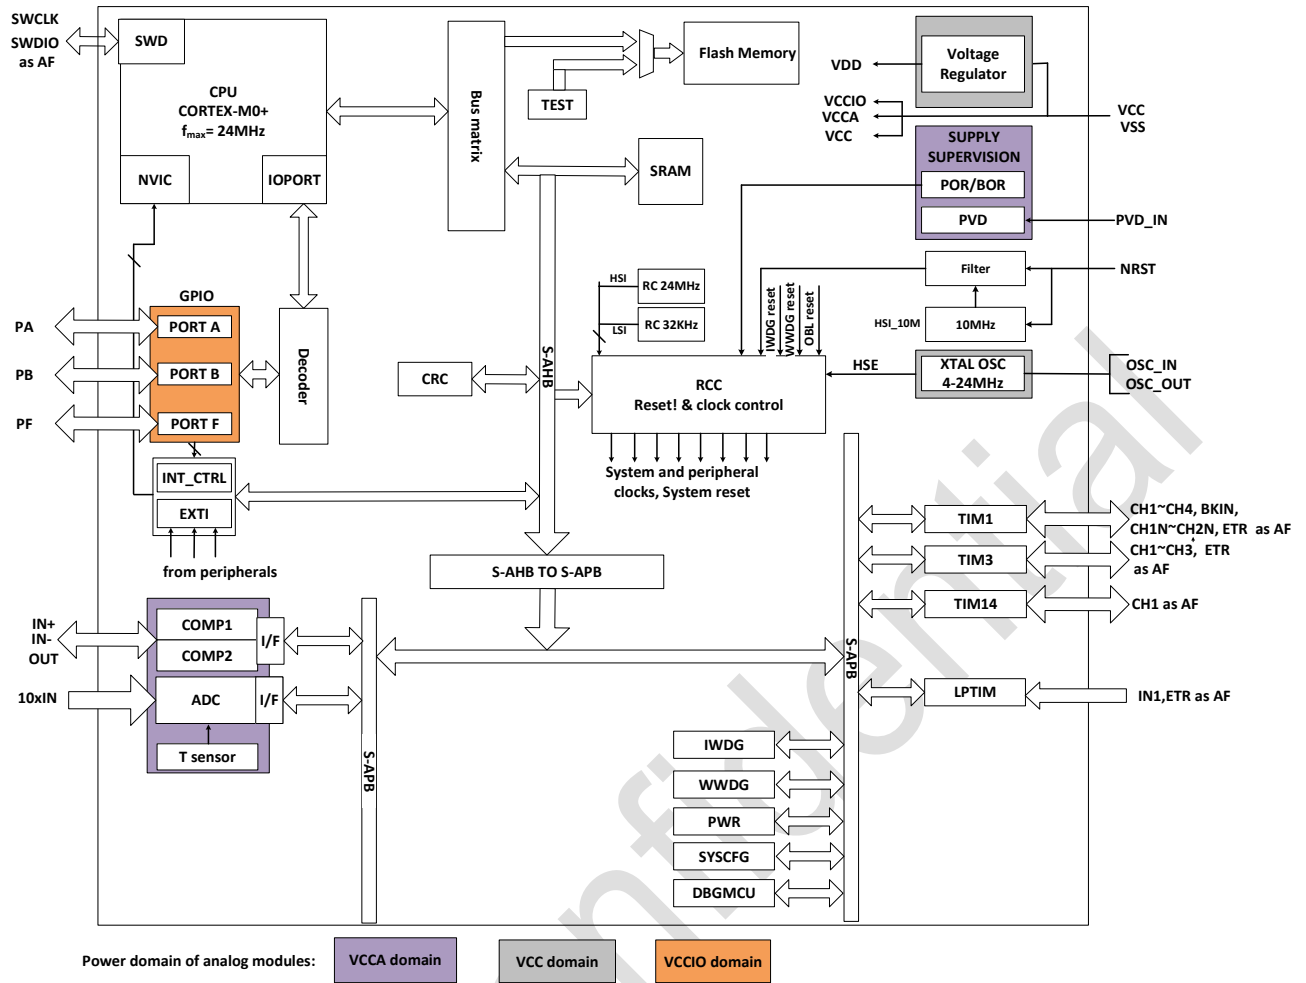 SWCLK
SWDIO
as AF
SWD
CPU
CORTEX-M0+
fmax= 24MHz
NVIC
IOPORT
Bus matrix
TEST
Flash Memory
SRAM
Voltage
Regulator
VDD
VCCIO
VCCA
VCC
VCC
VSS
SUPPLY
SUPERVISION
POR/BOR
PVD
PVD_IN
Filter
NRST
HSI_10M
10MHz
XTAL OSC
4-24MHz
HSE
OSC_IN
OSC_OUT
HSI
RC 24MHz
LSI
RC 32KHz
IWDG reset
WWDG reset
OBL reset
RCC
Reset! & clock control
System and peripheral
clocks, System reset
GPIO
PA
PORT A
PB
PORT B
PF
PORT F
Decoder
CRC
S-AHB
INT_CTRL
EXTI
from peripherals
S-AHB TO S-APB
IN+
IN-
OUT
COMP1
COMP2
I/F
10xIN
ADC
I/F
T sensor
S-APB
S-APB
TIM1
CH1~CH4, BKIN,
CH1N~CH2N, ETR as AF
TIM3
CH1~CH3, ETR
as AF
TIM14
CH1 as AF
LPTIM
IN1,ETR as AF
IWDG
WWDG
PWR
SYSCFG
DBGMCU
Power domain of analog modules:
VCCA domain
VCC domain
VCCIO domain
nfidential